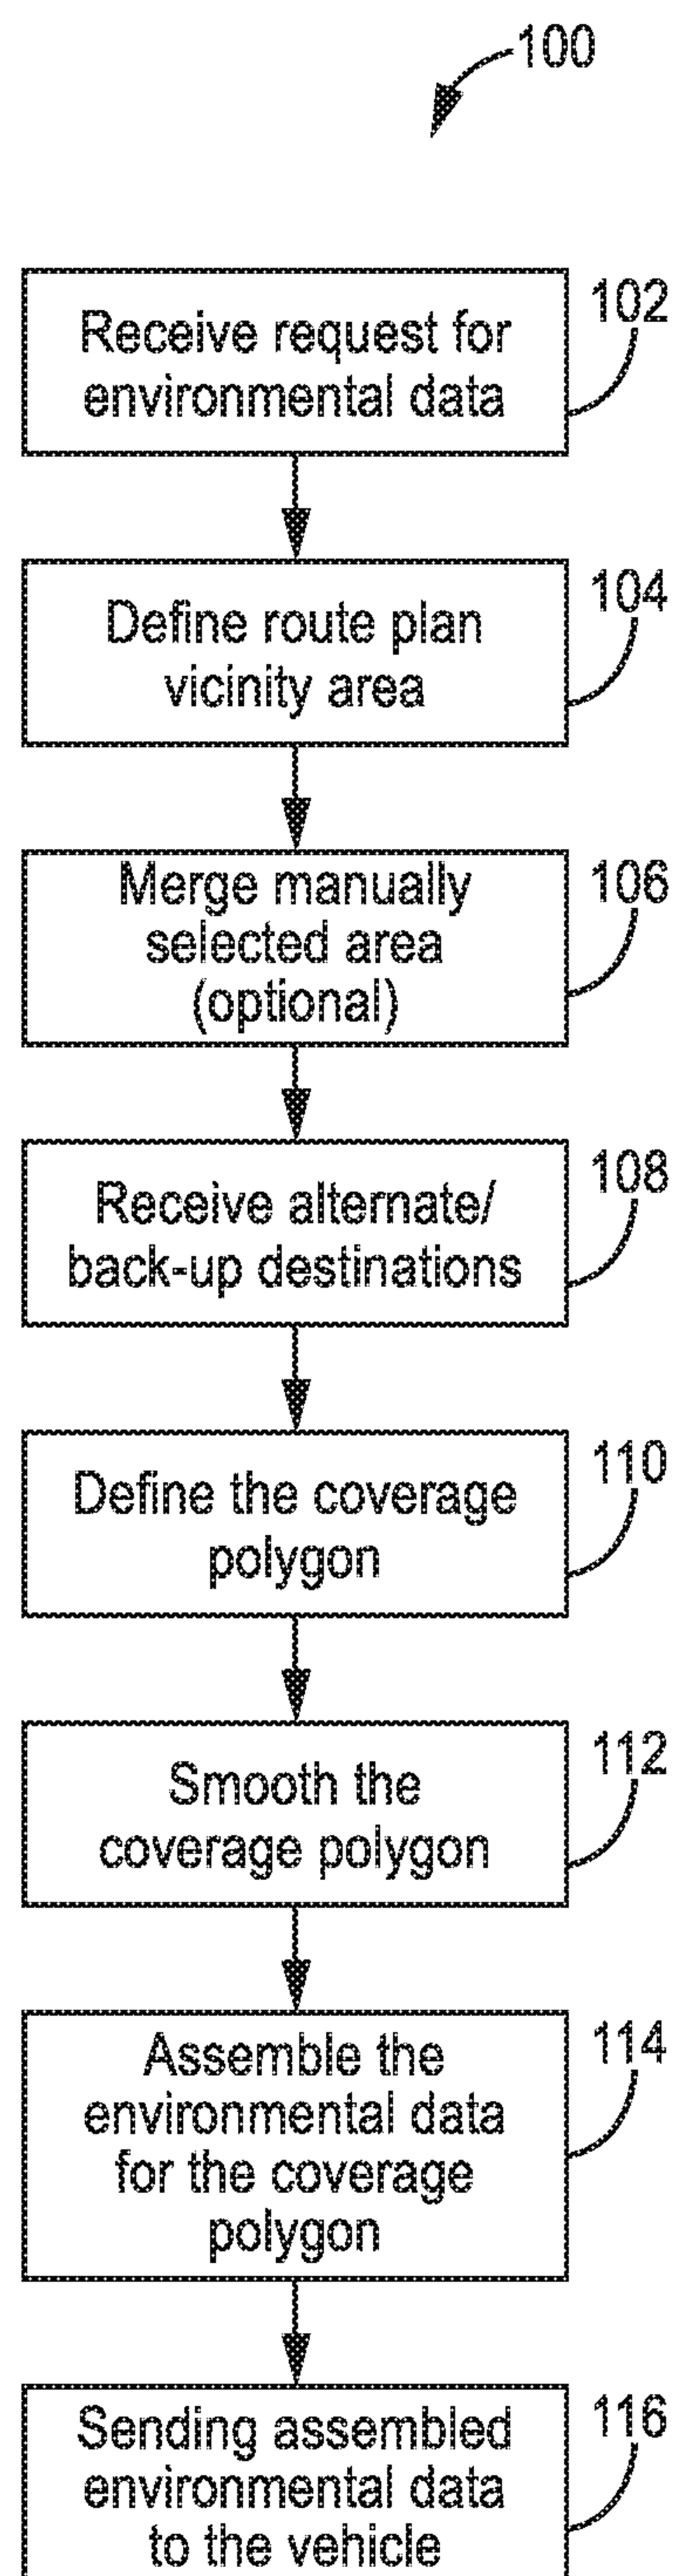 100
Receive request for
environmental data
102
Define route plan
vicinity area
104
Merge manually
selected area
(optional)
106
Receive alternate/
back-up destinations
108
Define the coverage
polygon
110
Smooth the
coverage polygon
112
Assemble the
environmental data
for the coverage
polygon
114
Sending assembled
environmental data
to the vehicle
116